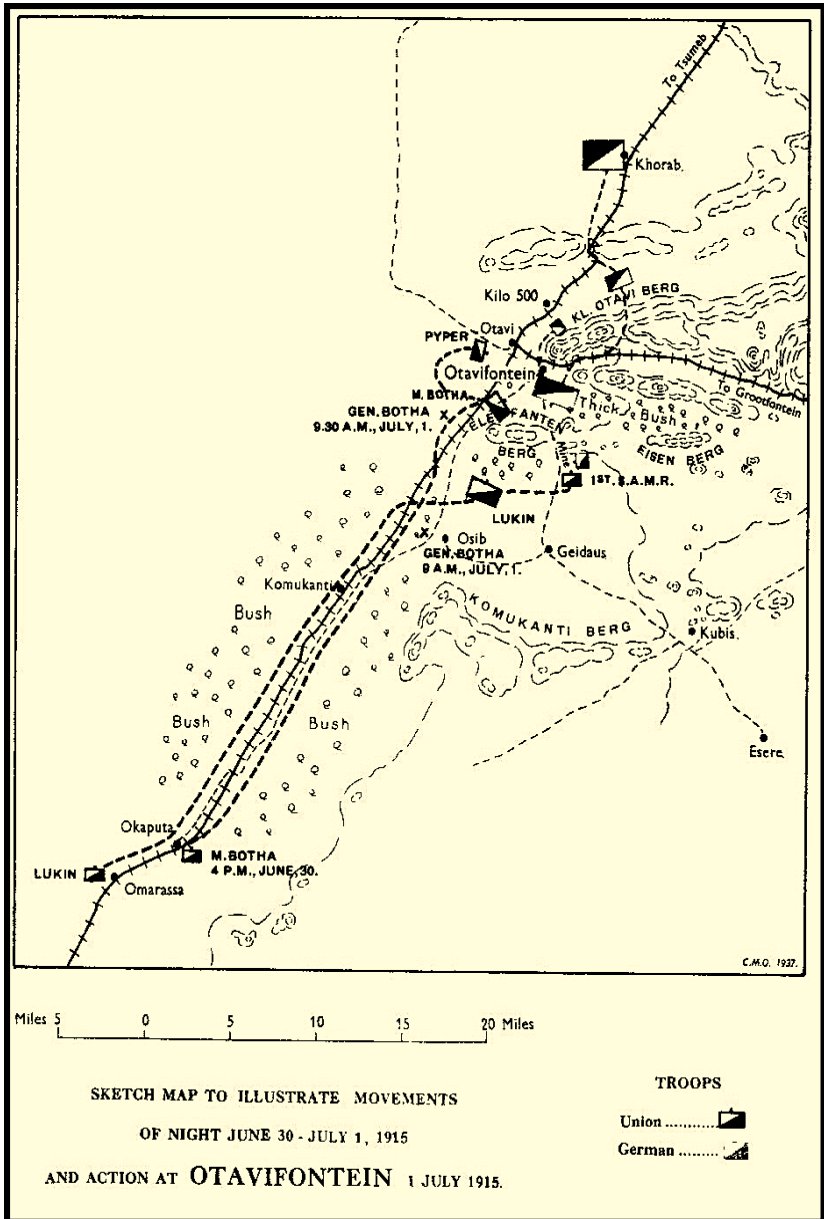 To Tsumeb
Khorab.
Kilo 500
KL. OTAVI BERG
PYPER
Otavi
Otavifontein
To Grootfontein
M. BOTHA
GEN. BOTHA
9.30 A.M., JULY, 1.
ELEFANTEN
BERG
Thick Bush
EISEN BERG
Mine
1ST. S.A.M.R.
LUKIN
Osib
GEN. BOTHA
9 A.M., JULY, 1.
Geidaus
Komukanti
Bush
KOMUKANTI BERG
Kubis.
Bush
Bush
Esere
Okaputa
LUKIN
M. BOTHA
4 P.M., JUNE, 30.
Omarassa
C.M.O. 1937.
Miles 5 0 5 10 15 20 Miles
SKETCH MAP TO ILLUSTRATE MOVEMENTS
OF NIGHT JUNE 30 - JULY 1, 1915
AND ACTION AT OTAVIFONTEIN 1 JULY 1915.
TROOPS
Union ............
German .........